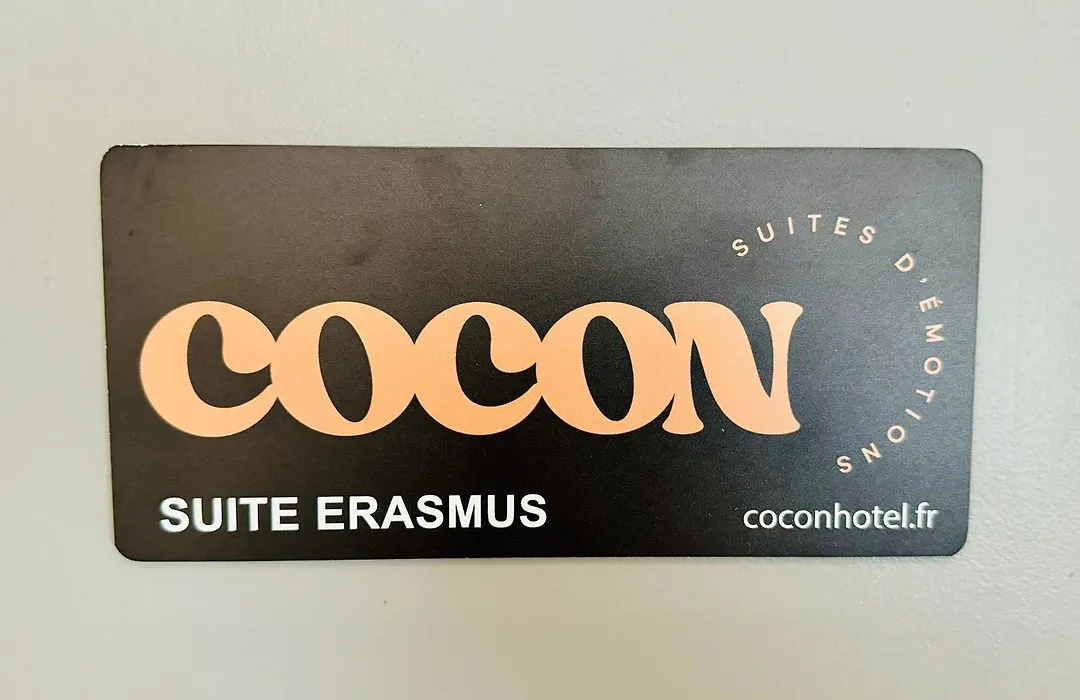 SUITES D'ÉMOTIONS
COCON
SUITE ERASMUS
coconhotel.fr